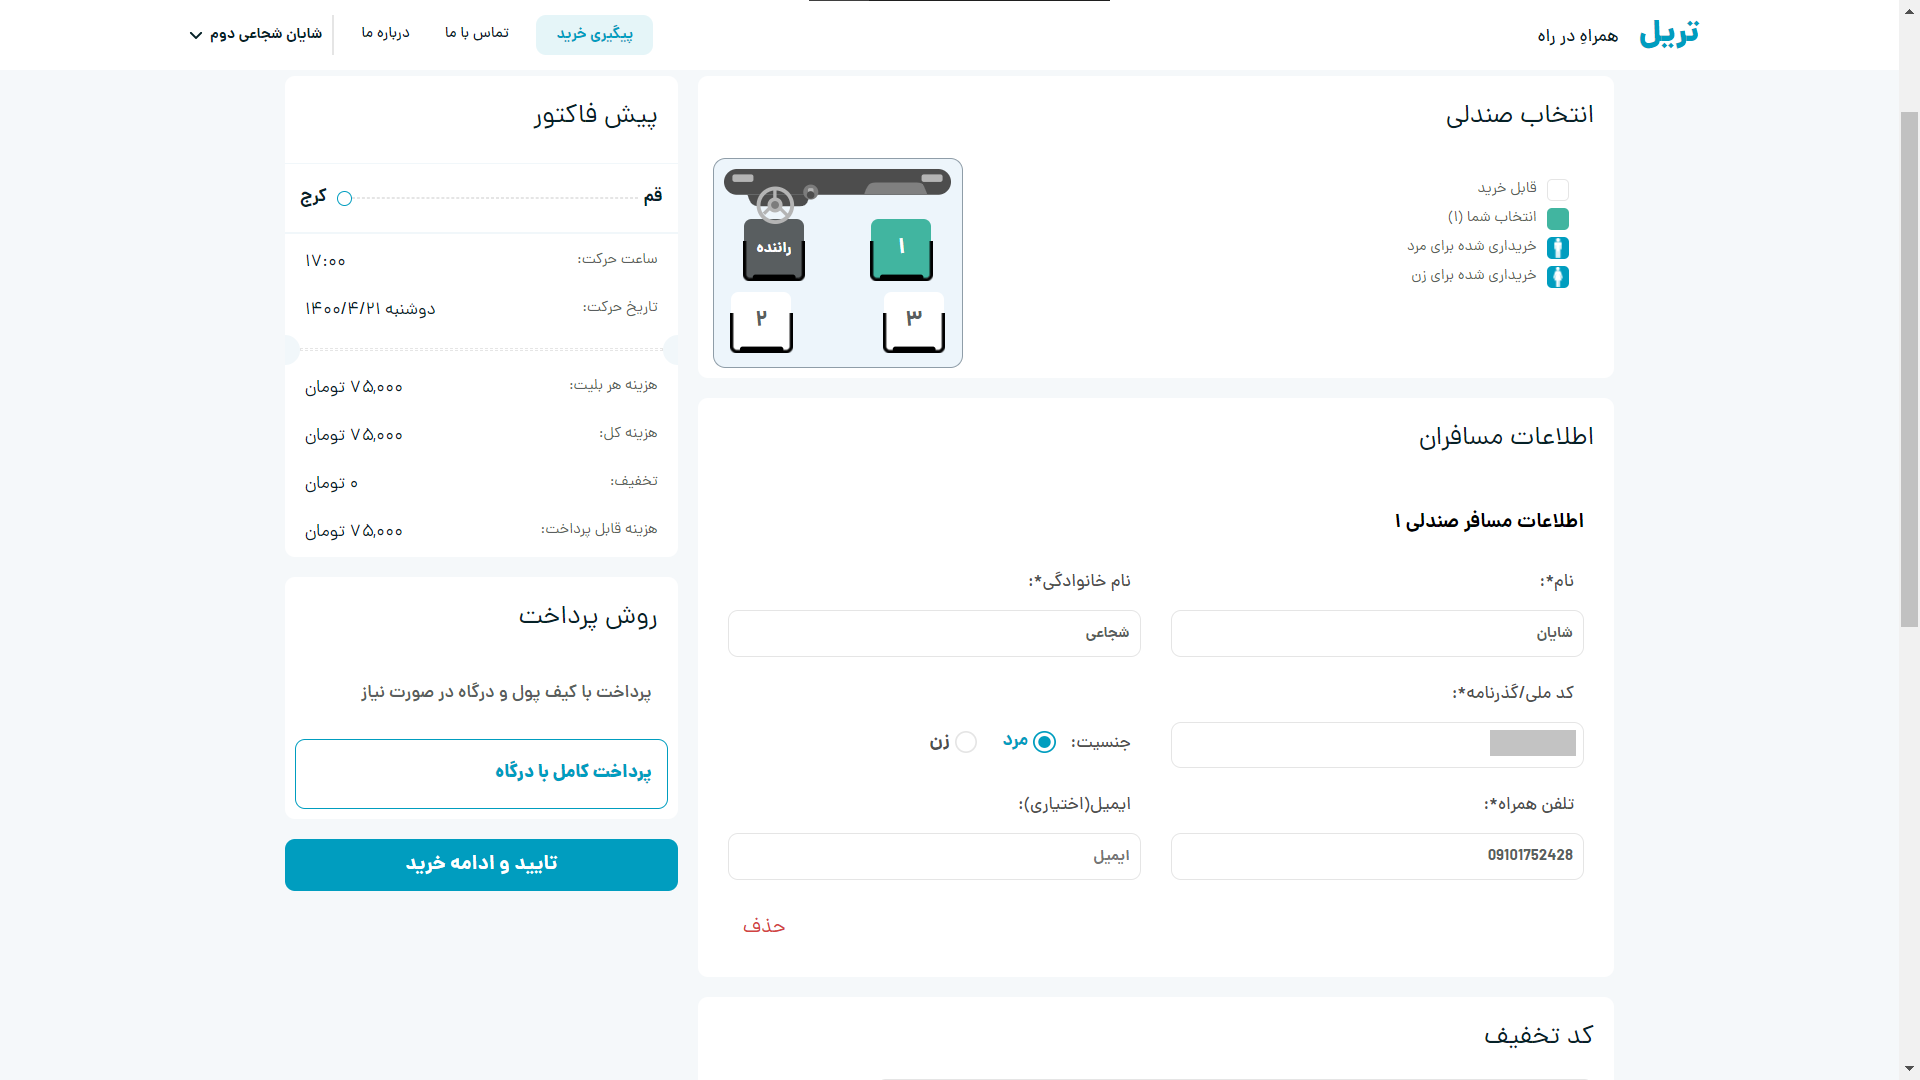 تریل
همراهِ در راه
پیگیری خرید
تماس با ما
درباره ما
شایان شجاعی دوم
انتخاب صندلی
قابل خرید
انتخاب شما (۱)
خریداری شده برای مرد
خریداری شده برای زن
۱
راننده
۳
۲
اطلاعات مسافران
اطلاعات مسافر صندلی ۱
نام*:
نام خانوادگی*:
شایان
شجاعی
کد ملی/گذرنامه*:
جنسیت:
مرد
زن
تلفن همراه*:
ایمیل(اختیاری):
09101752428
ایمیل
حذف
کد تخفیف
پیش فاکتور
قم
کرج
ساعت حرکت:
۱۷:۰۰
تاریخ حرکت:
دوشنبه ۱۴۰۰/۴/۲۱
هزینه هر بلیت:
۷۵,۰۰۰ تومان
هزینه کل:
۷۵,۰۰۰ تومان
تخفیف:
۰ تومان
هزینه قابل پرداخت:
۷۵,۰۰۰ تومان
روش پرداخت
پرداخت با کیف پول و درگاه در صورت نیاز
پرداخت کامل با درگاه
تایید و ادامه خرید